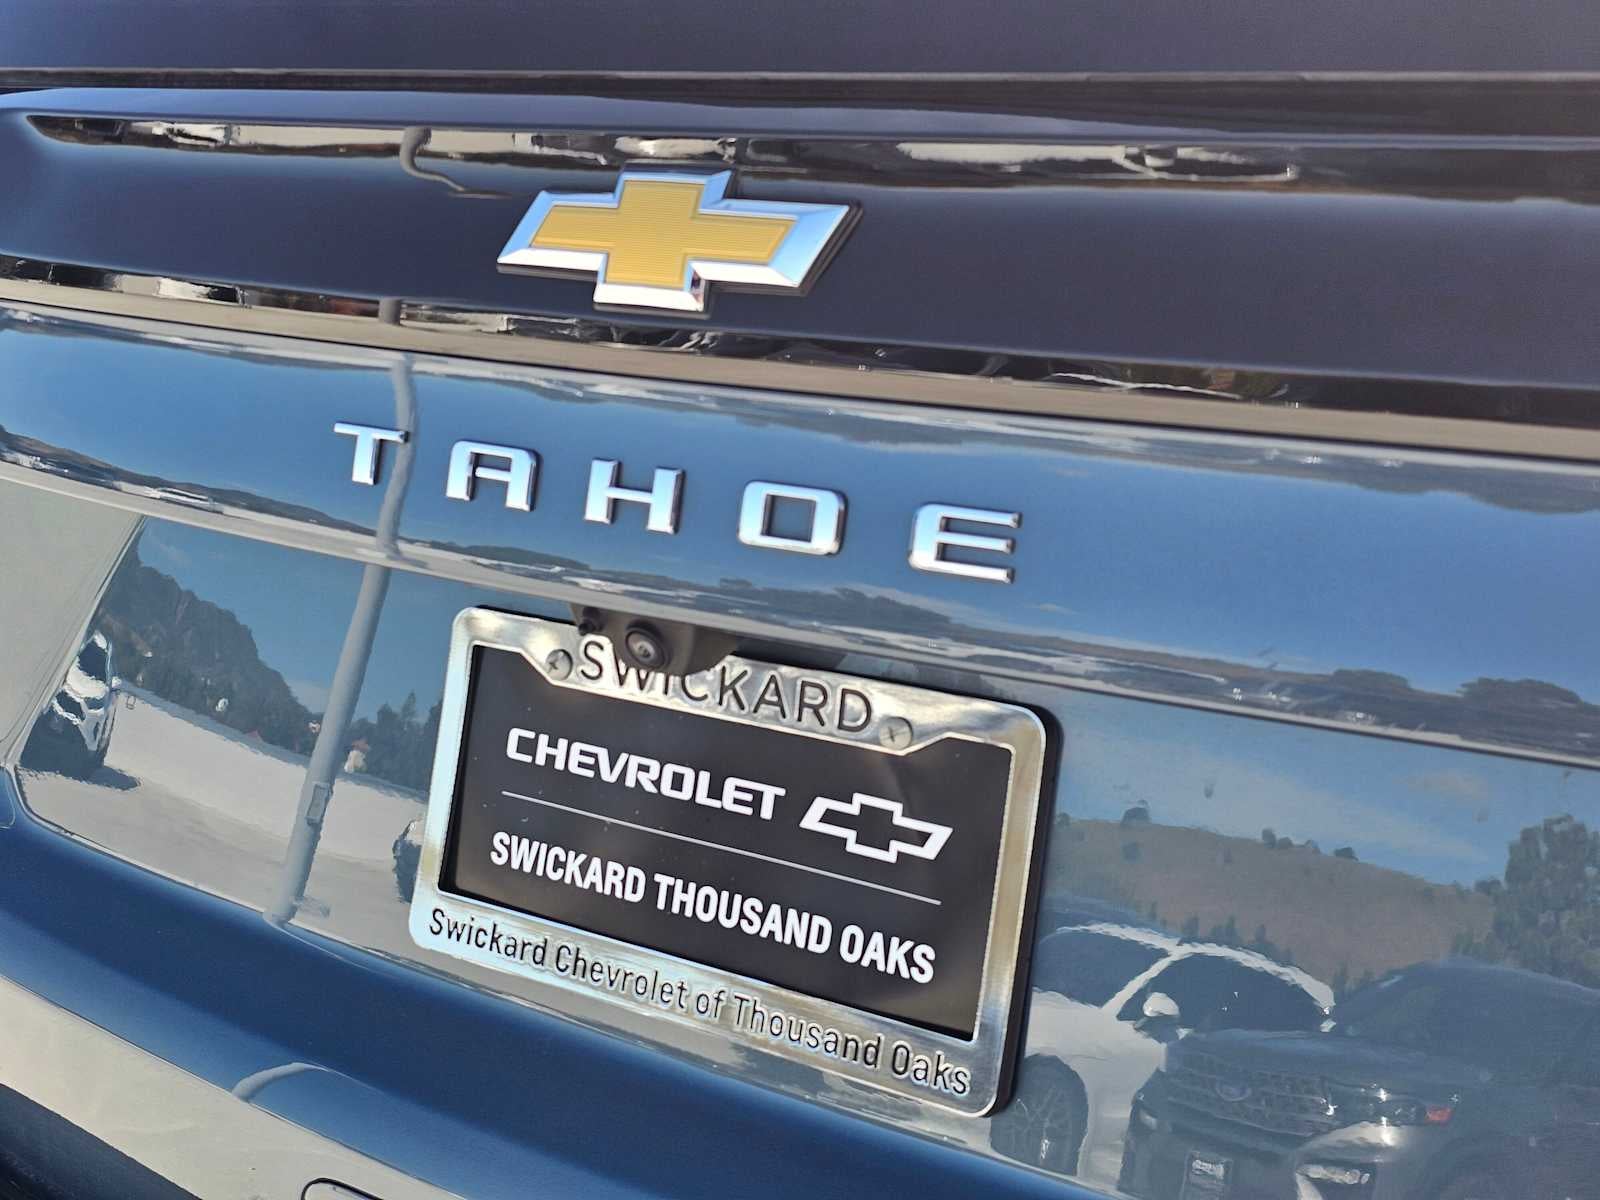 TAHOE
SWICKARD
CHEVROLET
SWICKARD THOUSAND OAKS
Swickard Chevrolet of Thousand Oaks